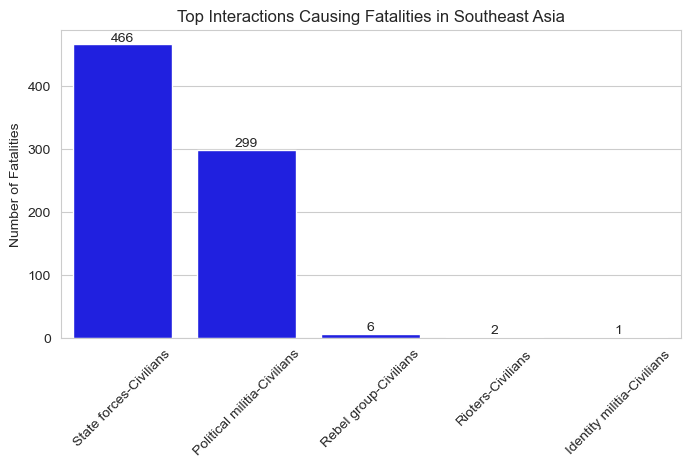 Top Interactions Causing Fatalities in Southeast Asia
Number of Fatalities
400
300
200
100
0
466
299
6
2
1
State forces-Civilians
Political militia-Civilians
Rebel group-Civilians
Rioters-Civilians
Identity militia-Civilians